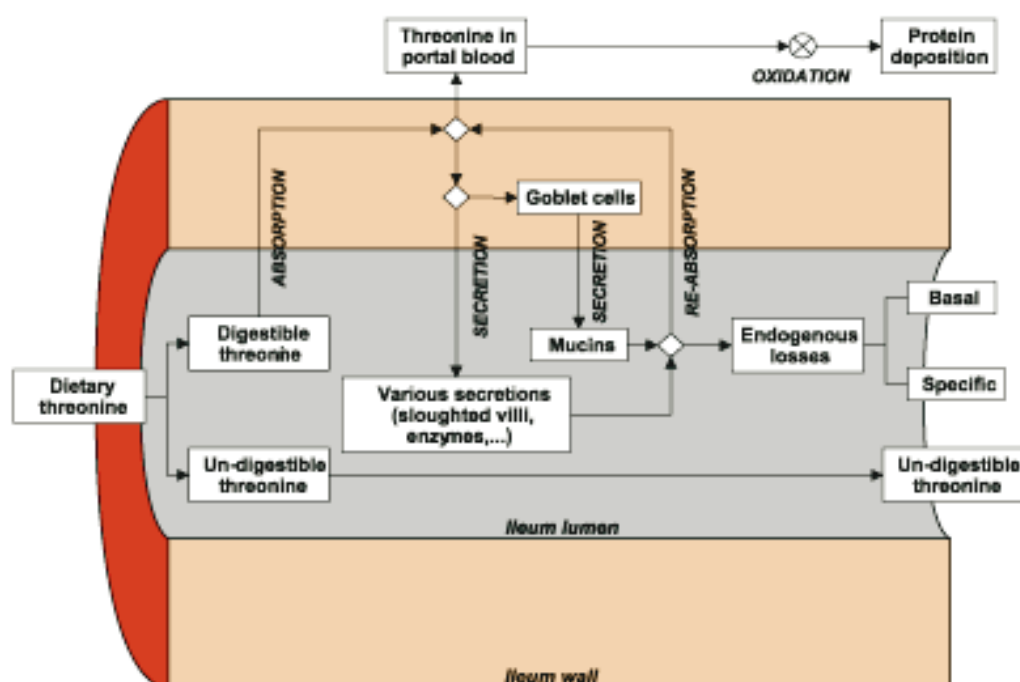 Threonine in
portal blood
Protein
deposition
OXIDATION
ABSORPTION
Goblet cells
SECRETION
SECRETION
RE-ABSORPTION
Digestible
threonine
Mucins
Endogenous
losses
Basal
Specific
Dietary
threonine
Various secretions
(sloughted villi,
enzymes,...)
Un-digestible
threonine
Un-digestible
threonine
Ileum lumen
Ileum wall